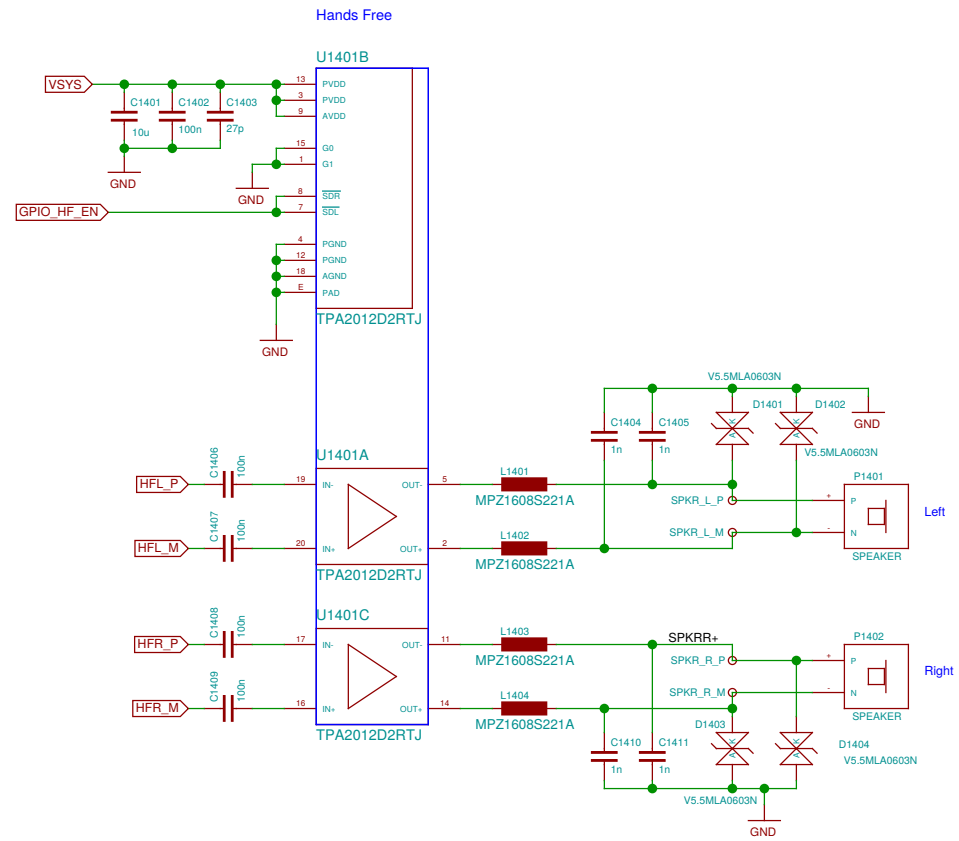 Hands Free
U1401B
VSYS
C1401
10u
C1402
100n
C1403
27p
GND
13
PVDD
3
PVDD
9
AVDD
15
G0
1
G1
GND
8
SDR
7
SDL
GPIO_HF_EN
4
PGND
12
PGND
18
AGND
E
PAD
GND
TPA2012D2RTJ
V5.5MLA0603N
C1404
1n
C1405
1n
D1401
A K
D1402
A K
GND
V5.5MLA0603N
U1401A
HFL_P
C1406
100n
19
IN-
OUT-
5
L1401
MPZ1608S221A
SPKR_L_P
P1401
+
P
-
N
SPEAKER
Left
HFL_M
C1407
100n
20
IN+
OUT+
2
L1402
MPZ1608S221A
SPKR_L_M
TPA2012D2RTJ
U1401C
HFR_P
C1408
100n
17
IN-
OUT-
11
L1403
MPZ1608S221A
SPKRR+
SPKR_R_P
P1402
+
P
-
N
SPEAKER
Right
HFR_M
C1409
100n
16
IN+
OUT+
14
L1404
MPZ1608S221A
SPKR_R_M
TPA2012D2RTJ
C1410
1n
C1411
1n
D1403
A K
V5.5MLA0603N
A K
D1404
V5.5MLA0603N
GND